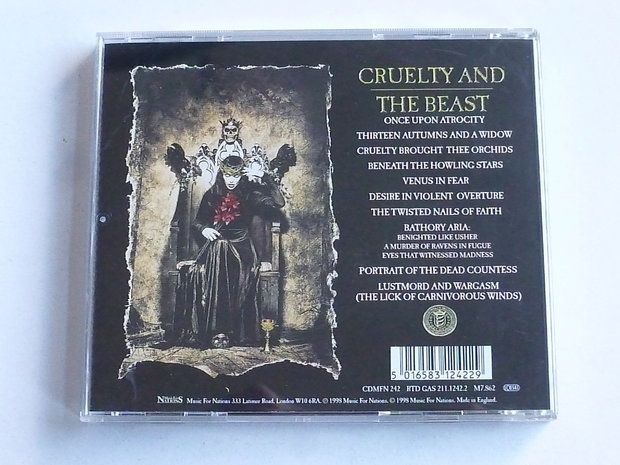 CRUELTY AND
THE BEAST
ONCE UPON ATROCITY
THIRTEEN AUTUMNS AND A WIDOW
CRUELTY BROUGHT THEE ORCHIDS
BENEATH THE HOWLING STARS
VENUS IN FEAR
DESIRE IN VIOLENT OVERTURE
THE TWISTED NAILS OF FAITH
BATHORY ARIA:
BENIGHTED LIKE USHER
A MURDER OF RAVENS IN FUGUE
EYES THAT WITNESSED MADNESS
PORTRAIT OF THE DEAD COUNTESS
LUSTMORD AND WARGASM
(THE LICK OF CARNIVOROUS WINDS)
5 016583 124229
CDMFN 242 RTD GAS 211.1242.2 M7.862
NATIONS Music For Nations 333 Latimer Road, London W10 6RA. ℗ 1998 Music For Nations. © 1998 Music For Nations. Made in England.